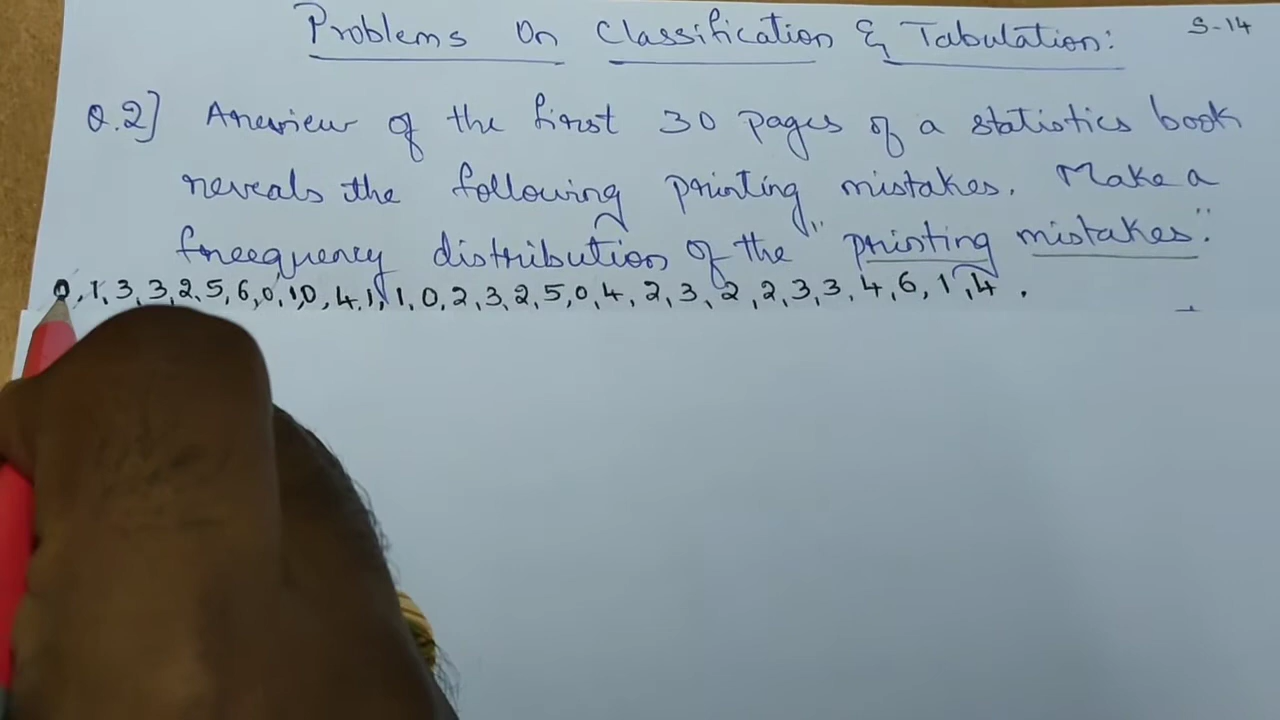 Problems On Classification & Tabulation: S-14
Q.2] A review of the first 30 pages of a statistics book
reveals the following printing mistakes. Make a
freequency distribution of the "printing mistakes".
0, 1, 3, 3, 2, 5, 6, 0, 1, 0, 4, 1, 1, 0, 2, 3, 2, 5, 0, 4, 2, 3, 2, 2, 3, 3, 4, 6, 1, 4.